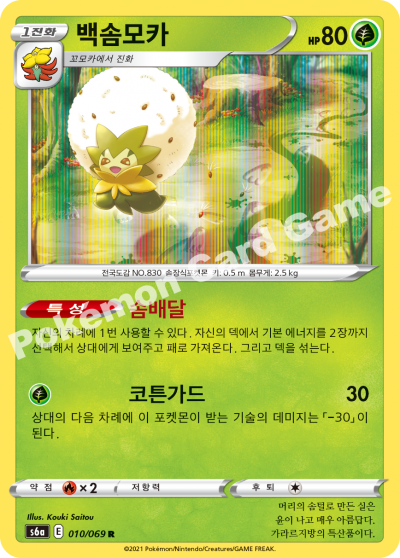 1진화
백솜모카
HP 80
꼬모카에서 진화
전국도감 NO.830 솜장식포켓몬 키: 0.5 m 몸무게: 2.5 kg
특성 솜배달
자신의 차례에 1번 사용할 수 있다. 자신의 덱에서 기본 에너지를 2장까지
선택해서 상대에게 보여주고 패로 가져온다. 그리고 덱을 섞는다.
코튼가드 30
상대의 다음 차례에 이 포켓몬이 받는 기술의 데미지는 「-30」이
된다.
약점 ×2 저항력 후퇴
Illus. Kouki Saitou
s6a E 010/069 R
머리의 솜털로 만든 실은
윤이 나고 매우 아름답다.
가라르지방의 특산품이다.
©2021 Pokémon/Nintendo/Creatures/GAME FREAK.
Pokémon Card Game